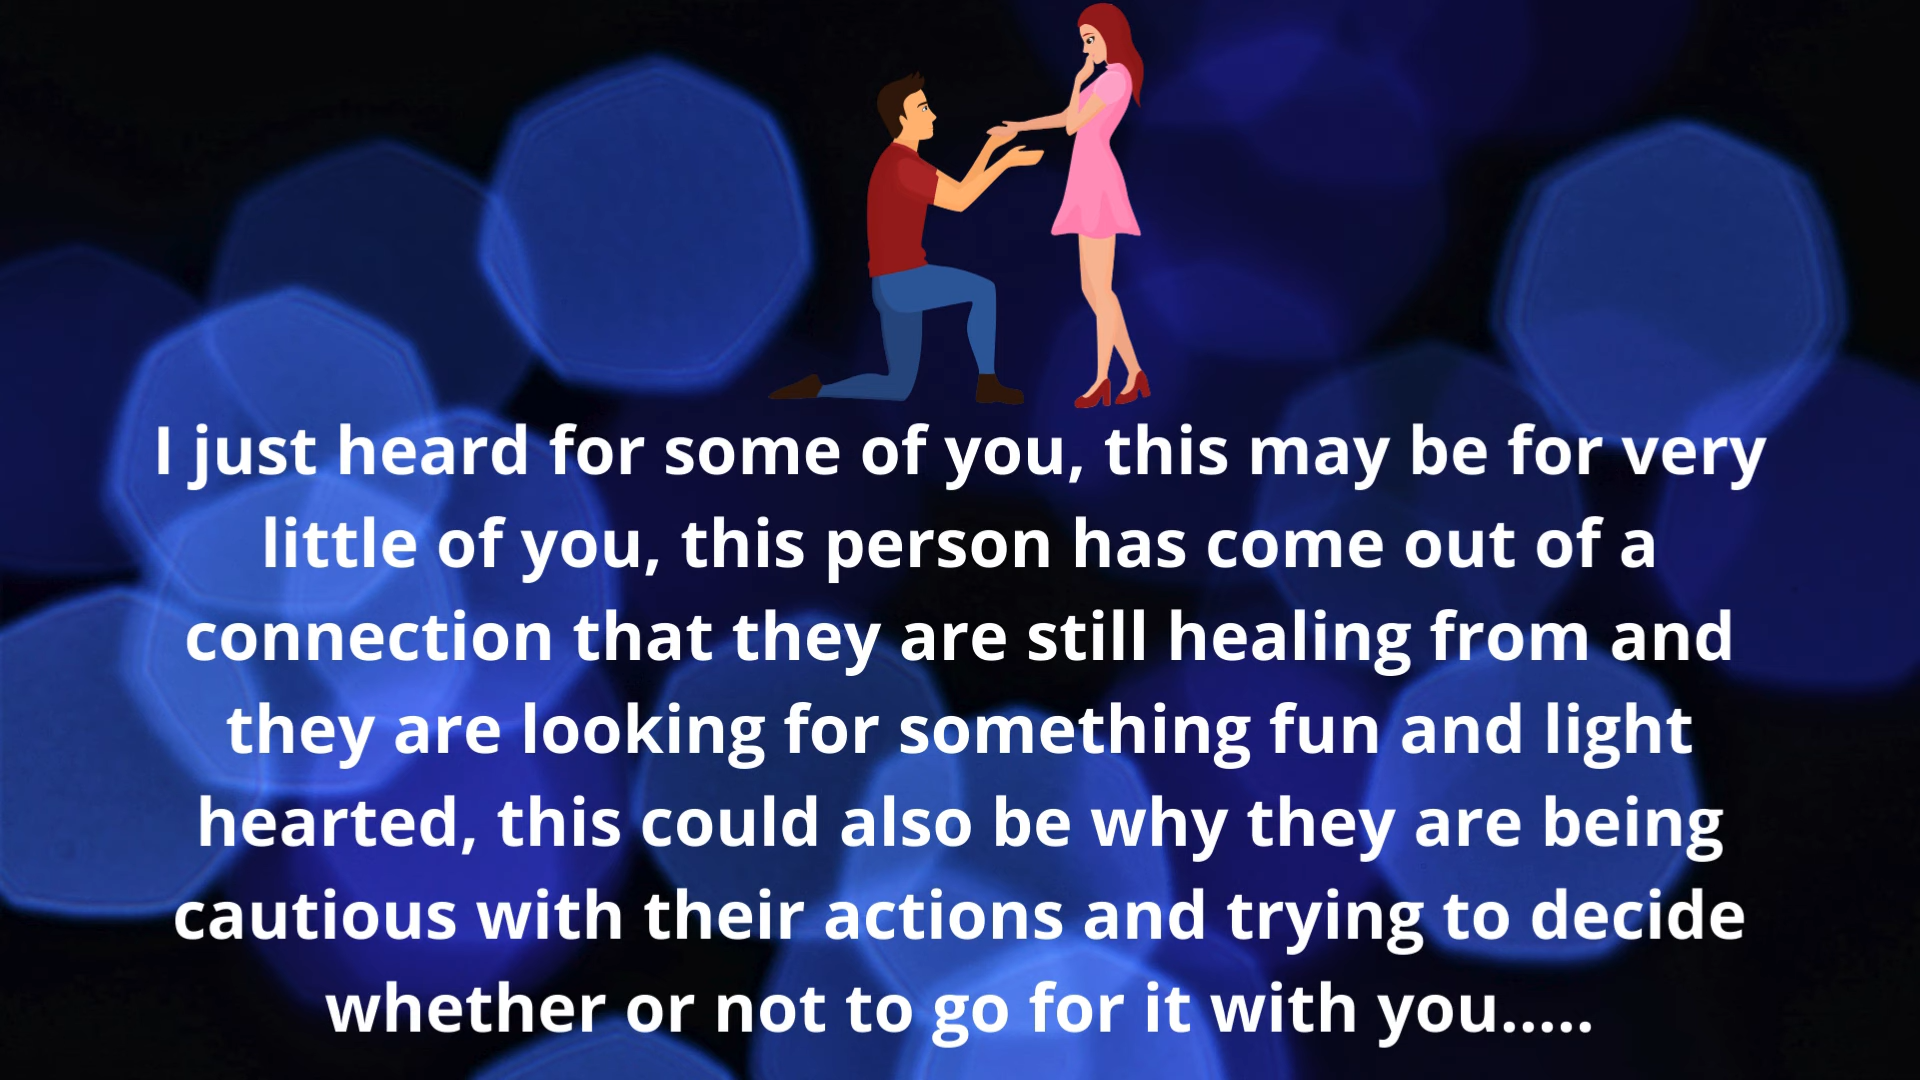 I just heard for some of you, this may be for very
little of you, this person has come out of a
connection that they are still healing from and
they are looking for something fun and light
hearted, this could also be why they are being
cautious with their actions and trying to decide
whether or not to go for it with you.....